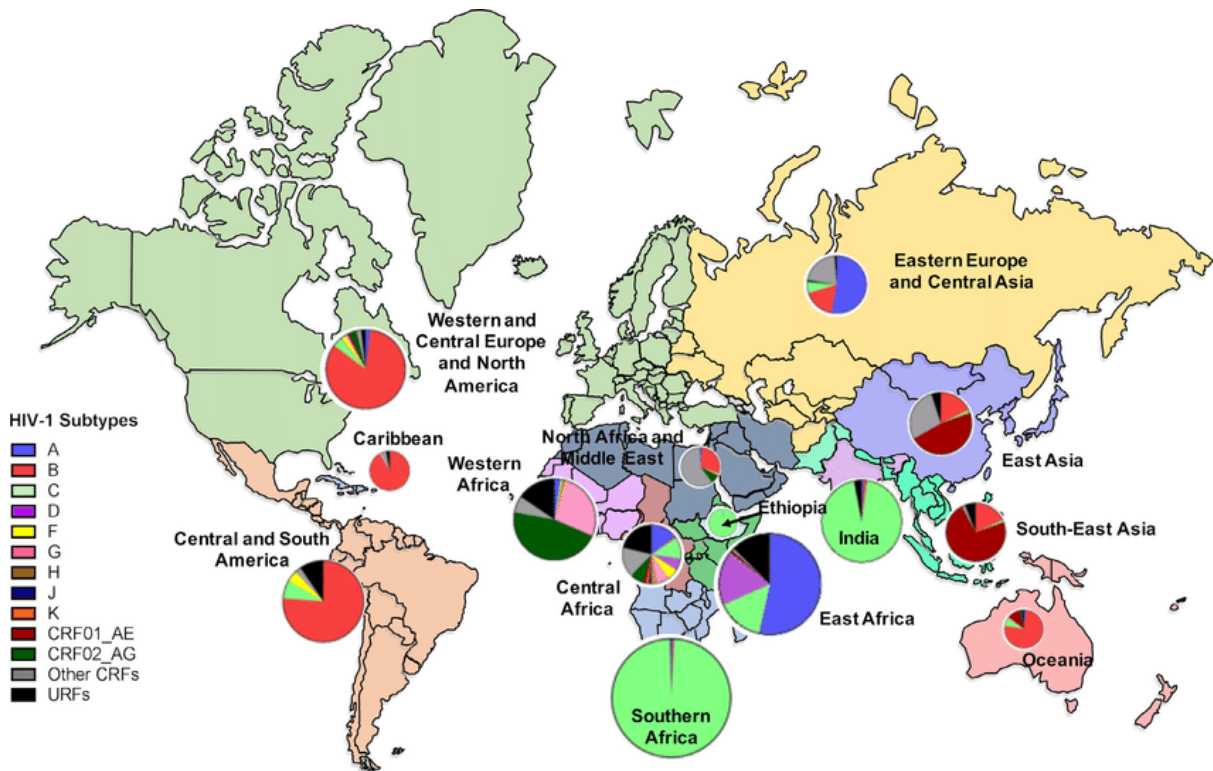 Eastern Europe
and Central Asia
Western and
Central Europe
and North
America
HIV-1 Subtypes
A
B
C
D
F
G
H
J
K
CRF01_AE
CRF02_AG
Other CRFs
URFs
Caribbean
North Africa and
Middle East
Western
Africa
East Asia
Ethiopia
India
South-East Asia
Central and South
America
Central
Africa
East Africa
Oceania
Southern
Africa